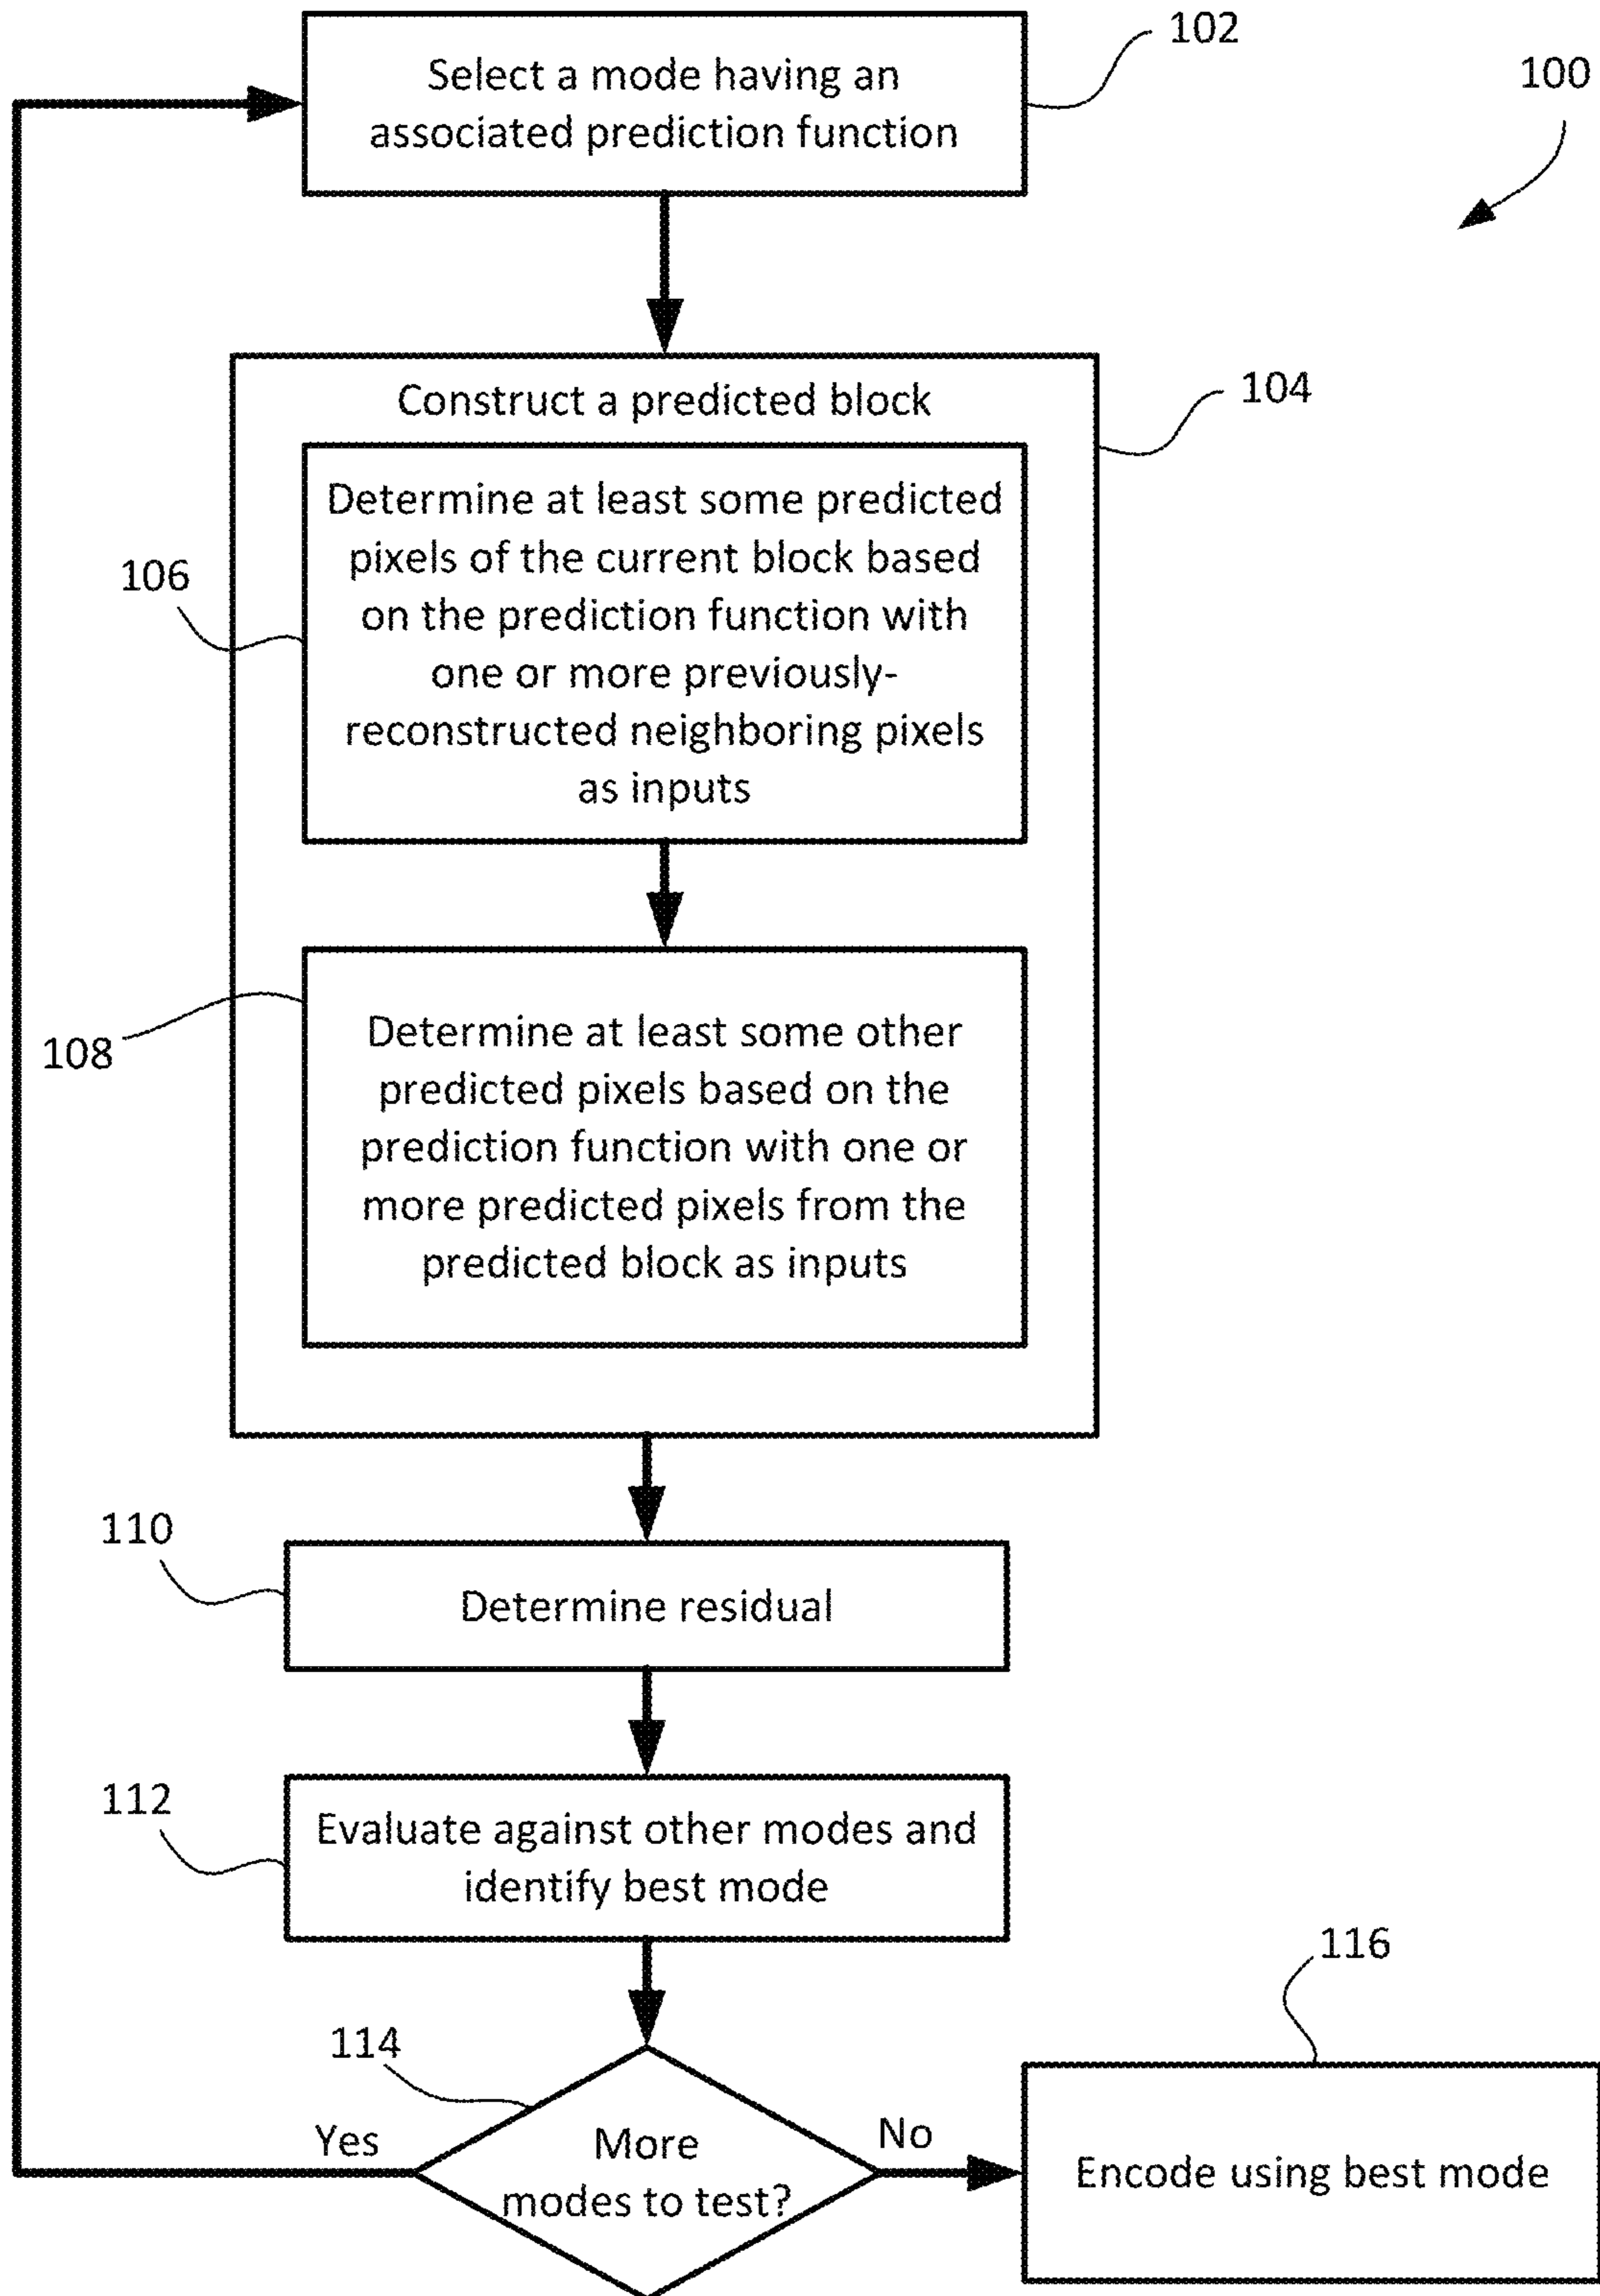 102
Select a mode having an
associated prediction function
100
Construct a predicted block
104
Determine at least some predicted
pixels of the current block based
on the prediction function with
one or more previously-
reconstructed neighboring pixels
as inputs
106
108
Determine at least some other
predicted pixels based on the
prediction function with one or
more predicted pixels from the
predicted block as inputs
110
Determine residual
112
Evaluate against other modes and
identify best mode
114
116
Yes
More
modes to test?
No
Encode using best mode